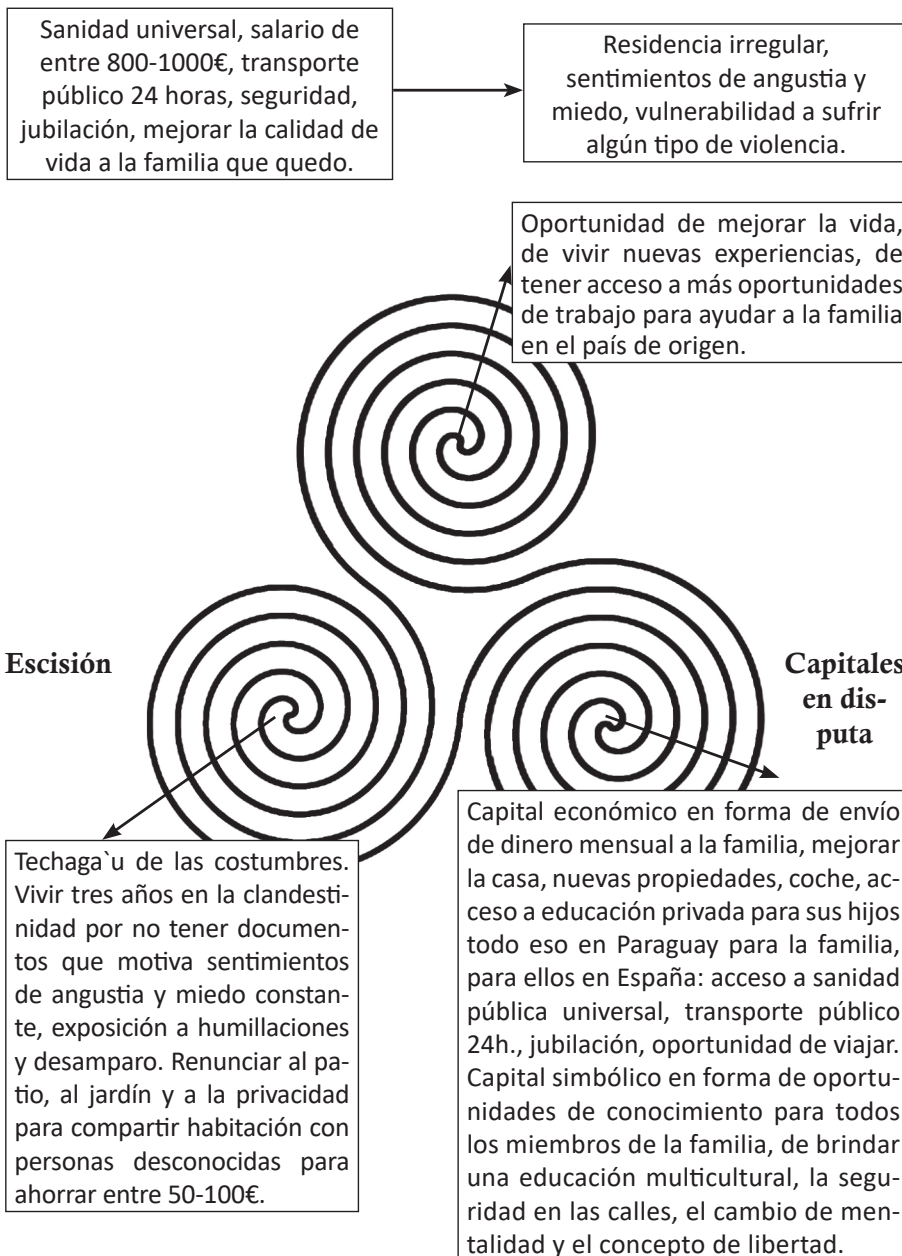 Sanidad universal, salario de
entre 800-1000€, transporte
público 24 horas, seguridad,
jubilación, mejorar la calidad de
vida a la familia que quedo.
Residencia irregular,
sentimientos de angustia y
miedo, vulnerabilidad a sufrir
algún tipo de violencia.
Oportunidad de mejorar la vida,
de vivir nuevas experiencias, de
tener acceso a más oportunidades
de trabajo para ayudar a la familia
en el país de origen.
Escisión
Capitales
en dis-
puta
Techaga`u de las costumbres.
Vivir tres años en la clandesti-
nidad por no tener documen-
tos que motiva sentimientos
de angustia y miedo constan-
te, exposición a humillaciones
y desamparo. Renunciar al pa-
tio, al jardín y a la privacidad
para compartir habitación con
personas desconocidas para
ahorrar entre 50-100€.
Capital económico en forma de envío
de dinero mensual a la familia, mejorar
la casa, nuevas propiedades, coche, ac-
ceso a educación privada para sus hijos
todo eso en Paraguay para la familia,
para ellos en España: acceso a sanidad
pública universal, transporte público
24h., jubilación, oportunidad de viajar.
Capital simbólico en forma de oportu-
nidades de conocimiento para todos
los miembros de la familia, de brindar
una educación multicultural, la segu-
ridad en las calles, el cambio de men-
talidad y el concepto de libertad.